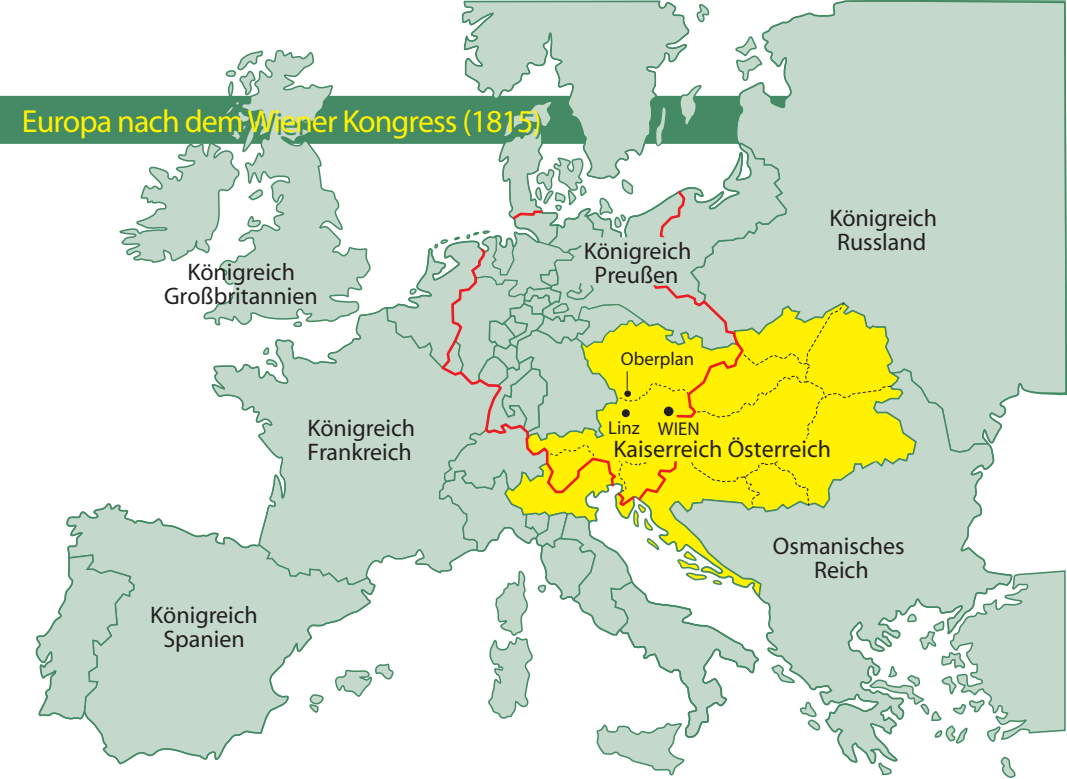 Europa nach dem Wiener Kongress (1815)
Königreich
Russland
Königreich
Preußen
Königreich
Großbritannien
Oberplan
Linz
WIEN
Königreich
Frankreich
Kaiserreich Österreich
Osmanisches
Reich
Königreich
Spanien